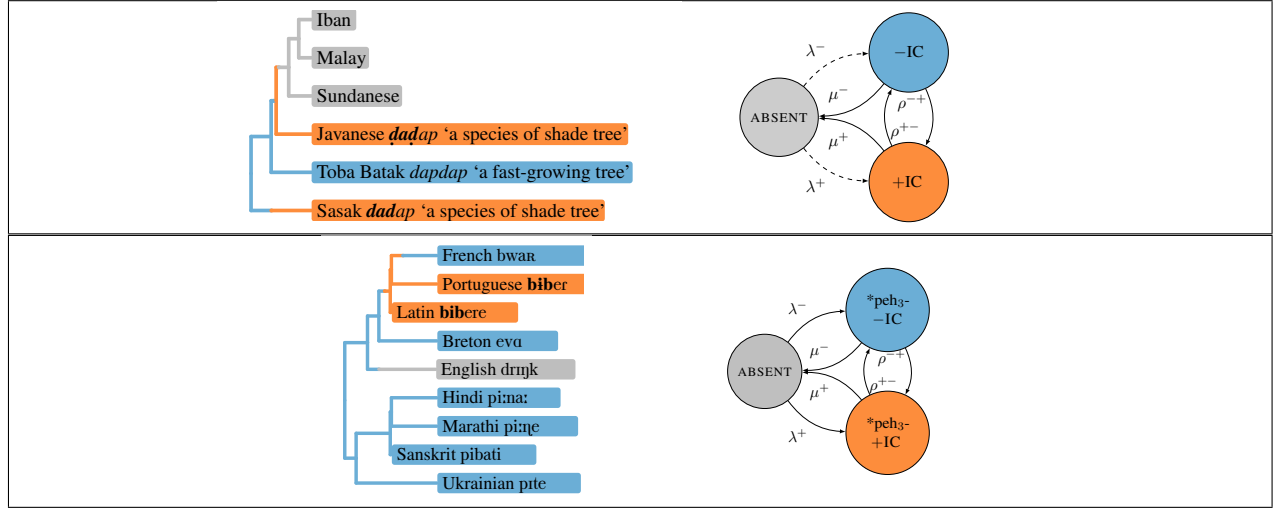 Iban
Malay
Sundanese
Javanese ḍaḍap ‘a species of shade tree’
Toba Batak dapdap ‘a fast-growing tree’
Sasak dadap ‘a species of shade tree’
ABSENT
−IC
+IC
λ−
μ−
μ+
λ+
ρ−+
ρ+−
French bwaʀ
Portuguese bɨbeɾ
Latin bibere
Breton evɑ
English drɪŋk
Hindi piːnaː
Marathi piːɳe
Sanskrit pibati
Ukrainian pɪte
ABSENT
*peh₃-
−IC
*peh₃-
+IC
λ−
μ−
μ+
λ+
ρ−+
ρ+−